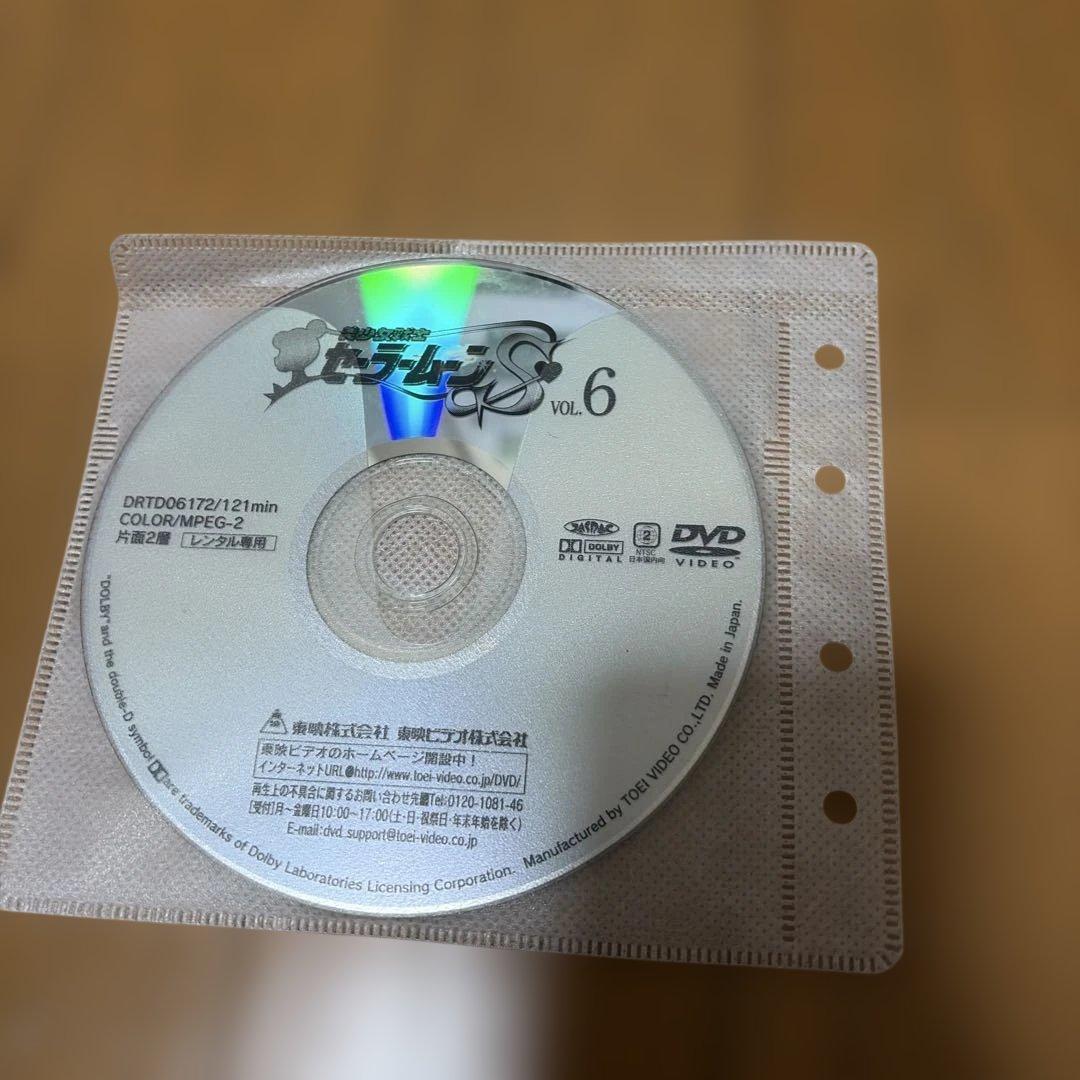 美少女戦士
セーラームーンS
VOL.6
DRTD06172/121min
COLOR/MPEG-2
片面2層 レンタル専用
JASRAC
DOLBY
DIGITAL
2
NTSC
日本国内向
DVD
VIDEO
東映株式会社 東映ビデオ株式会社
東映ビデオのホームページ開設中！
インターネットURL@http://www.toei-video.co.jp/DVD/
再生上の不具合に関するお問い合わせ先 Tel:0120-1081-46
[受付]月～金曜日10:00～17:00(土・日・祝祭日・年末年始を除く)
E-mail:dvd_support@toei-video.co.jp
"DOLBY" and the double-D symbol are trademarks of Dolby Laboratories Licensing Corporation. Manufactured by TOEI VIDEO CO.,LTD. Made in Japan.